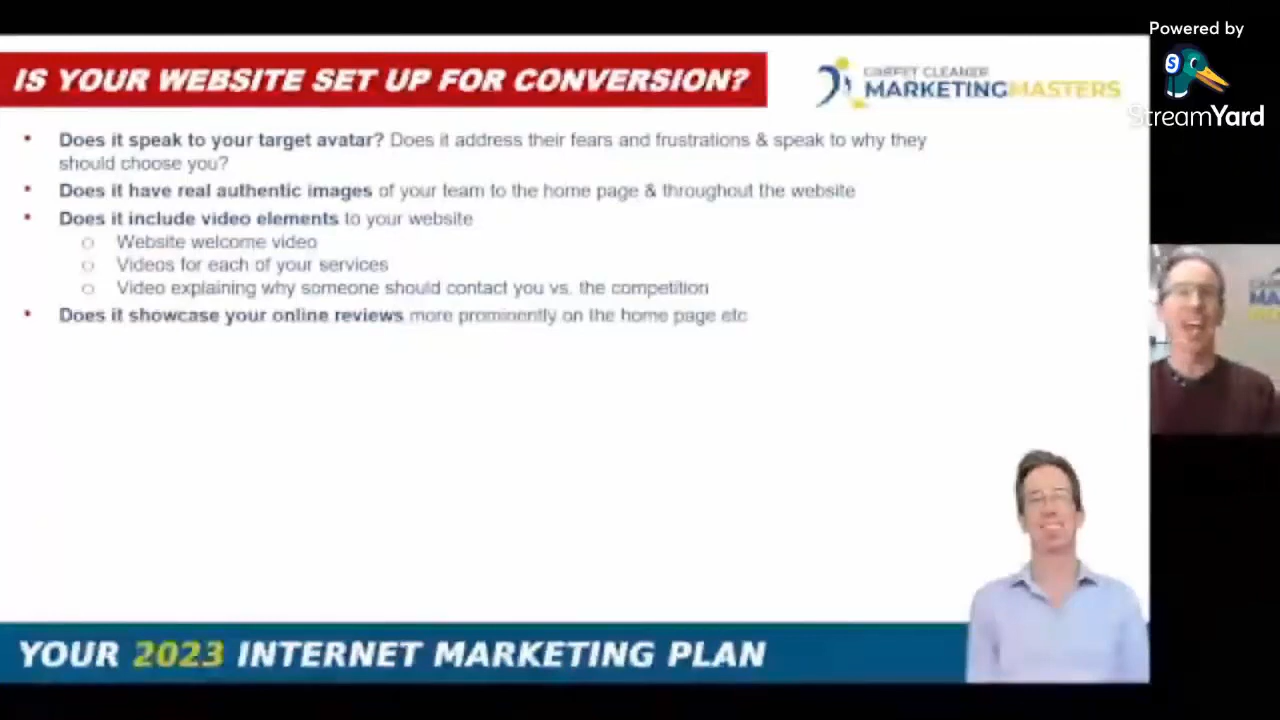 Powered by
StreamYard
IS YOUR WEBSITE SET UP FOR CONVERSION?
CARPET CLEANER
MARKETINGMASTERS
• Does it speak to your target avatar? Does it address their fears and frustrations & speak to why they
should choose you?
• Does it have real authentic images of your team to the home page & throughout the website
• Does it include video elements to your website
o Website welcome video
o Videos for each of your services
o Video explaining why someone should contact you vs. the competition
• Does it showcase your online reviews more prominently on the home page etc
YOUR 2023 INTERNET MARKETING PLAN